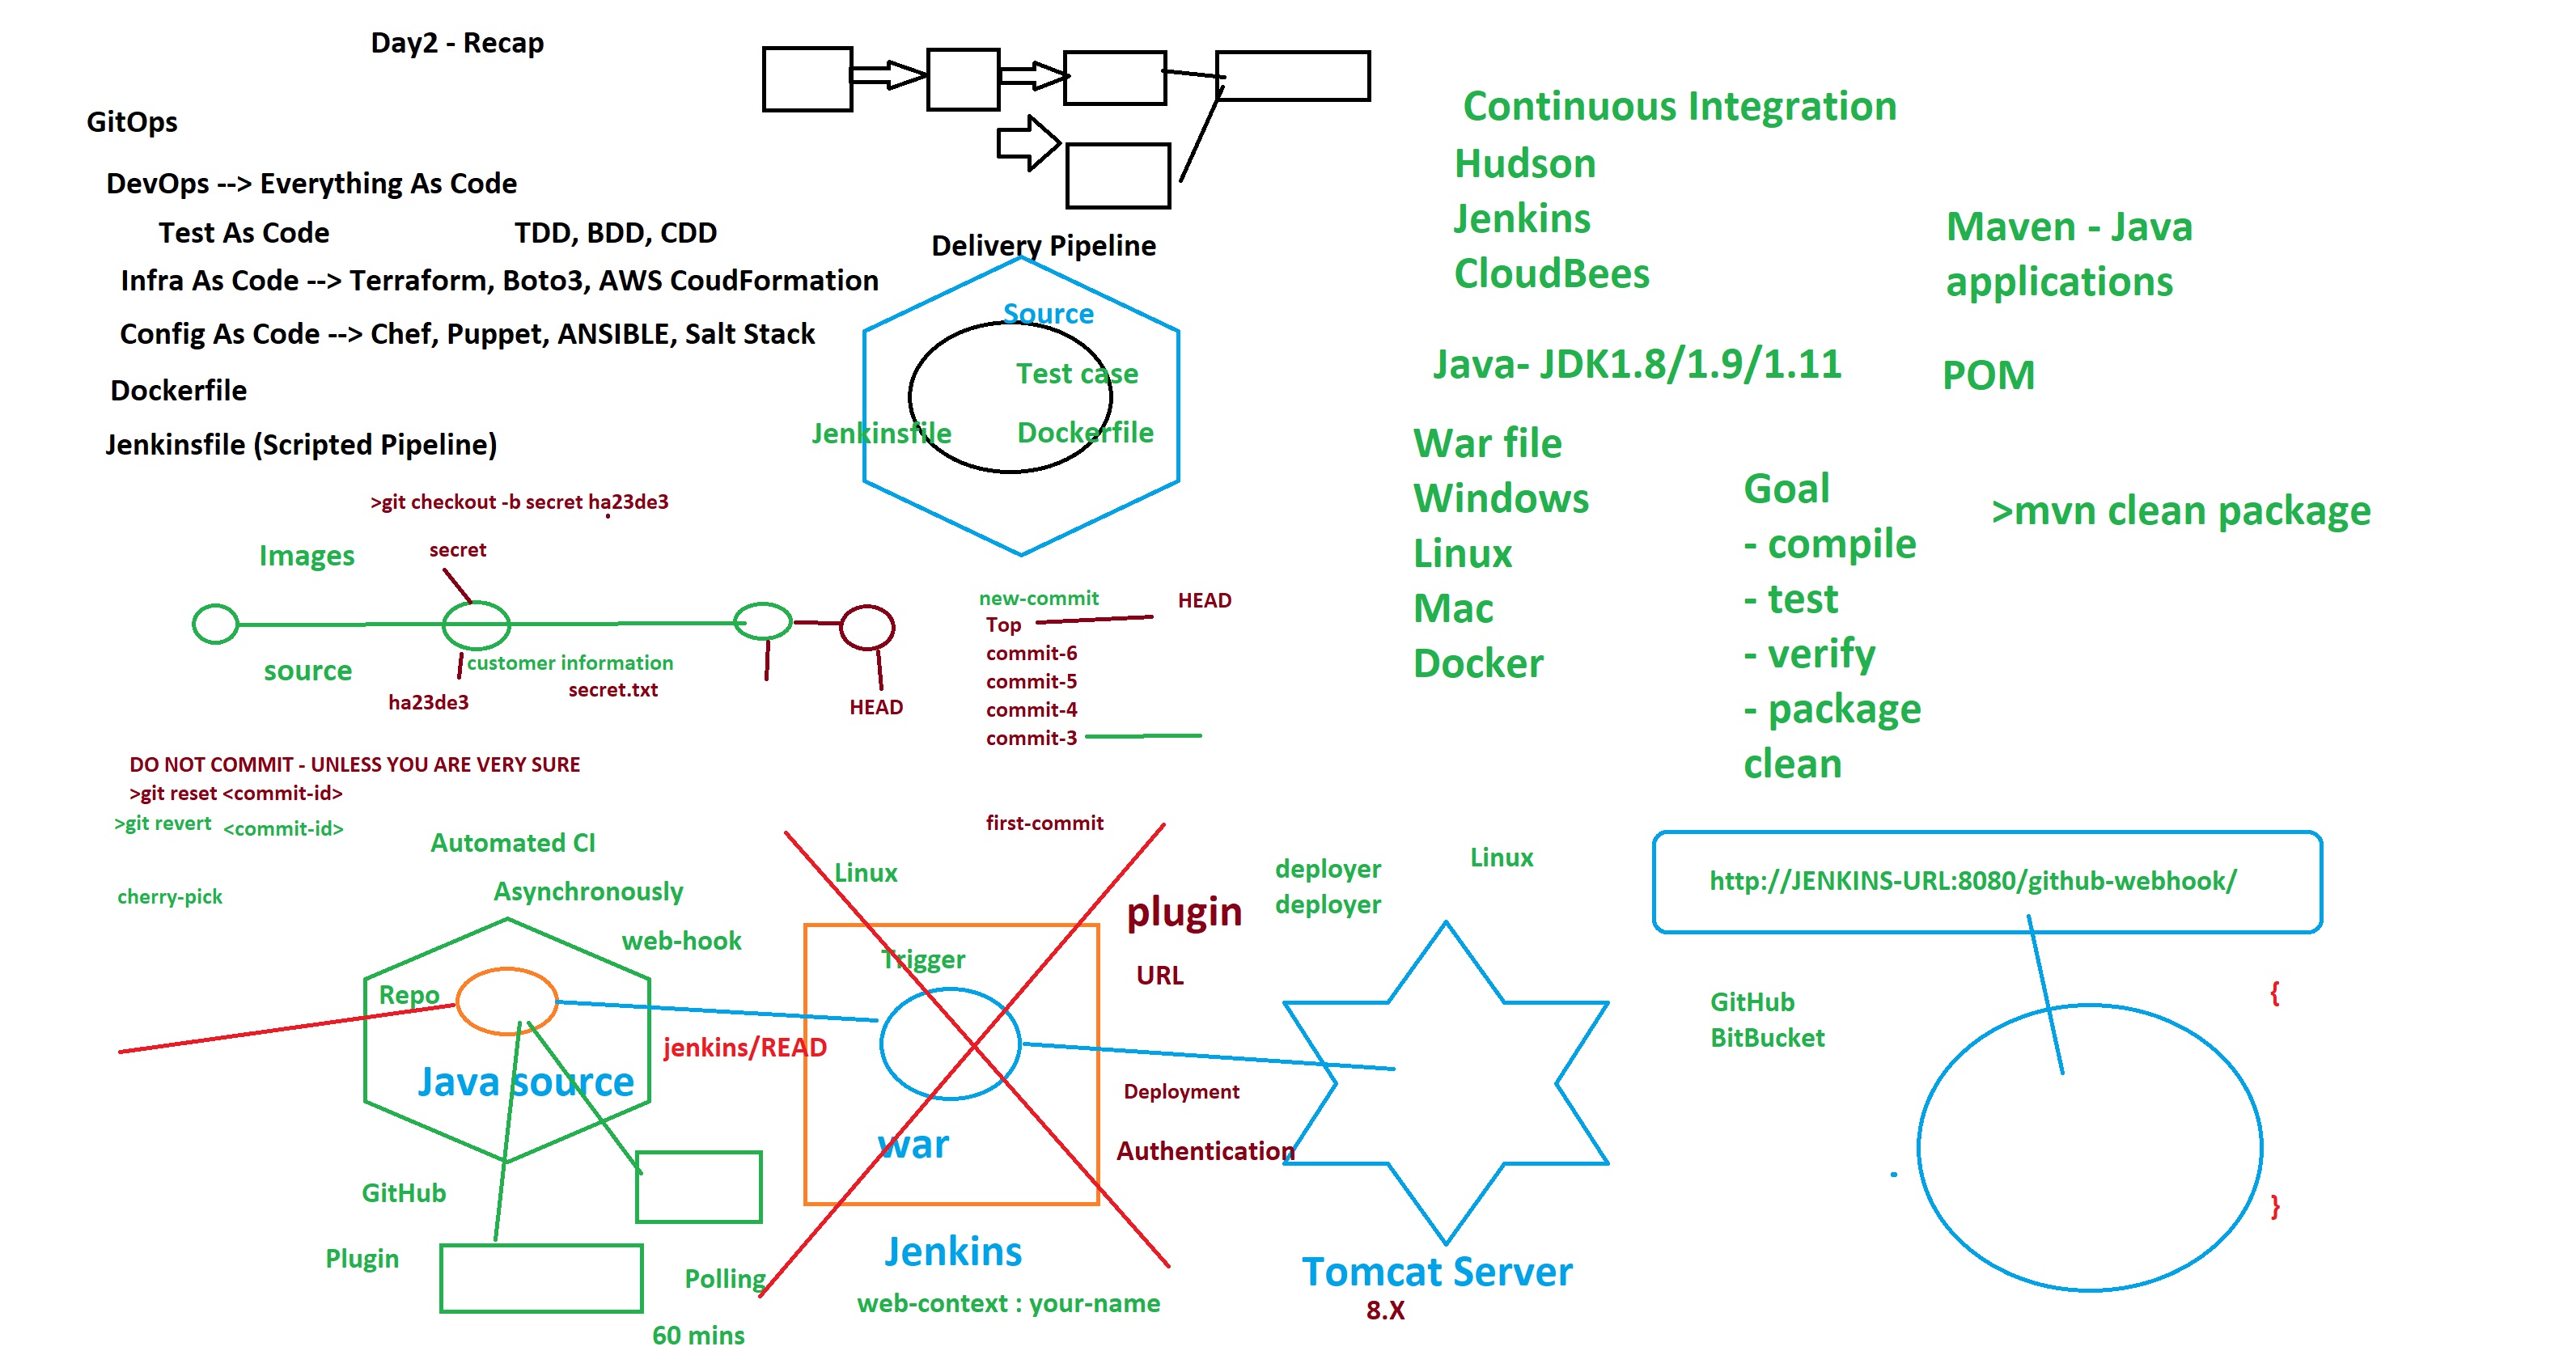 Day2 - Recap
GitOps
DevOps --> Everything As Code
Test As Code
TDD, BDD, CDD
Infra As Code --> Terraform, Boto3, AWS CoudFormation
Config As Code --> Chef, Puppet, ANSIBLE, Salt Stack
Dockerfile
Jenkinsfile (Scripted Pipeline)
Delivery Pipeline
Source
Test case
Jenkinsfile
Dockerfile
>git checkout -b secret ha23de3
Images
secret
source
customer information
secret.txt
ha23de3
HEAD
new-commit
HEAD
Top
commit-6
commit-5
commit-4
commit-3
first-commit
DO NOT COMMIT - UNLESS YOU ARE VERY SURE
>git reset <commit-id>
>git revert <commit-id>
cherry-pick
Continuous Integration
Hudson
Jenkins
CloudBees
Java- JDK1.8/1.9/1.11
War file
Windows
Linux
Mac
Docker
Maven - Java
applications
POM
Goal
- compile
- test
- verify
- package
clean
>mvn clean package
Automated CI
Asynchronously
web-hook
Repo
Java source
jenkins/READ
GitHub
Plugin
Polling
60 mins
Linux
Trigger
war
Jenkins
web-context : your-name
plugin
URL
Deployment
Authentication
deployer
deployer
Linux
Tomcat Server
8.X
http://JENKINS-URL:8080/github-webhook/
GitHub
BitBucket
{
}